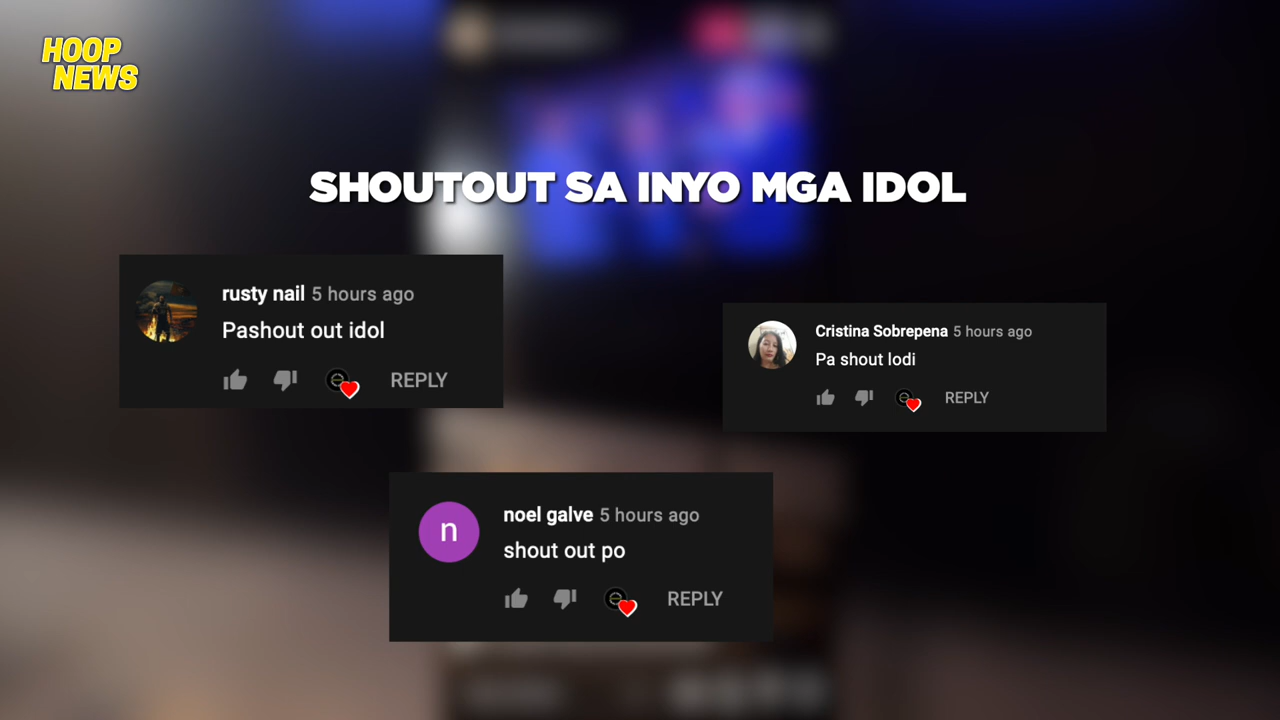 HOOP
NEWS
SHOUTOUT SA INYO MGA IDOL
rusty nail 5 hours ago
Pashout out idol
REPLY
Cristina Sobrepena 5 hours ago
Pa shout lodi
REPLY
n
noel galve 5 hours ago
shout out po
REPLY